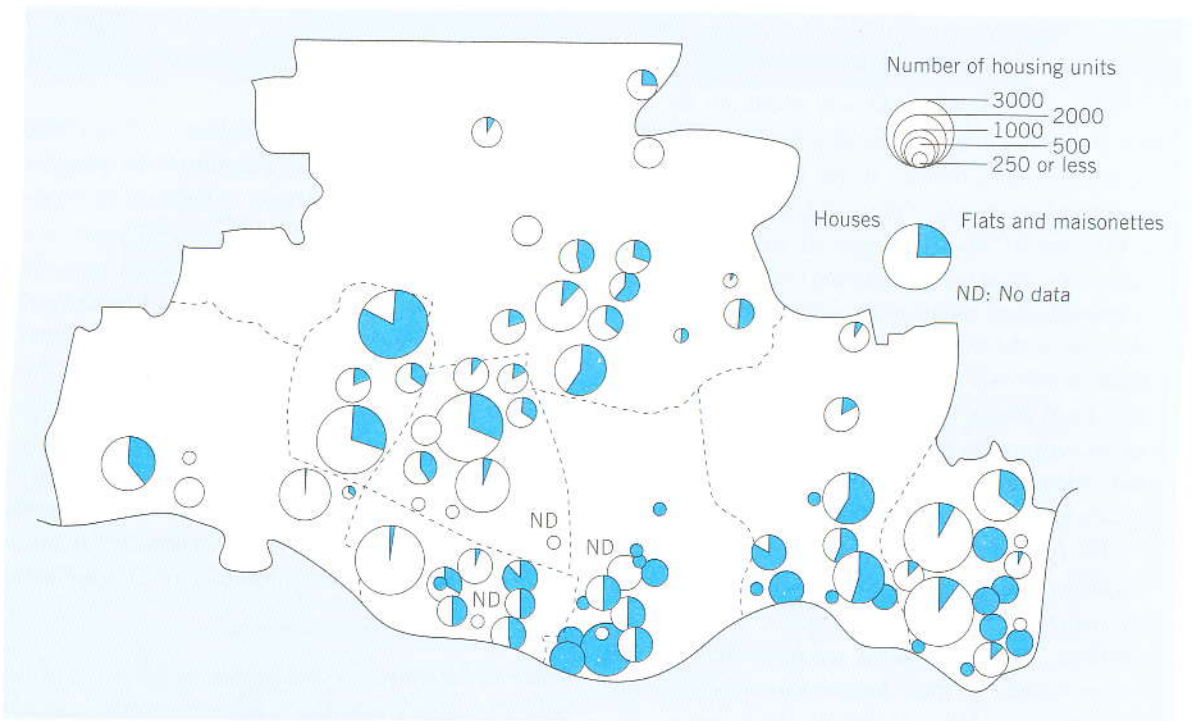 Number of housing units
3000
2000
1000
500
250 or less
Houses
Flats and maisonettes
ND: No data
ND
ND
ND